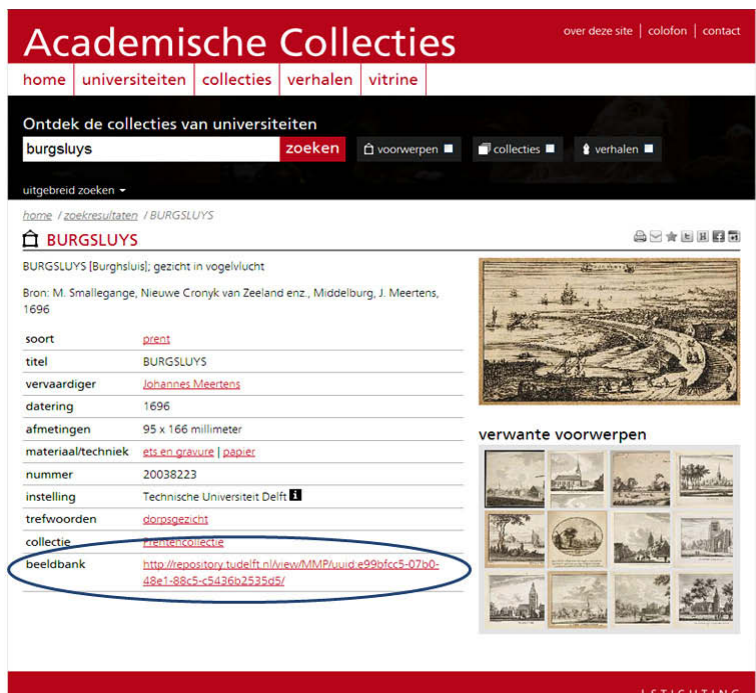 Academische Collecties
over deze site | colofon | contact
home | universiteiten | collecties | verhalen | vitrine
Ontdek de collecties van universiteiten
burgsluys zoeken voorwerpen collecties verhalen
uitgebreid zoeken
home / zoekresultaten / BURGSLUYS
BURGSLUYS
BURGSLUYS [Burghsluis]; gezicht in vogelvlucht
Bron: M. Smallegange, Nieuwe Cronyk van Zeeland enz., Middelburg, J. Meertens,
1696
soort prent
titel BURGSLUYS
vervaardiger Johannes Meertens
datering 1696
afmetingen 95 x 166 millimeter
materiaal/techniek ets en gravure | papier
nummer 20038223
instelling Technische Universiteit Delft i
trefwoorden dorpsgezicht
collectie Prentencollectie
beeldbank http://repository.tudelft.nl/view/MMP/uuid:e99bfcc5-07b0-
48e1-88c5-c5436b2535d5/
verwante voorwerpen
STICHTING